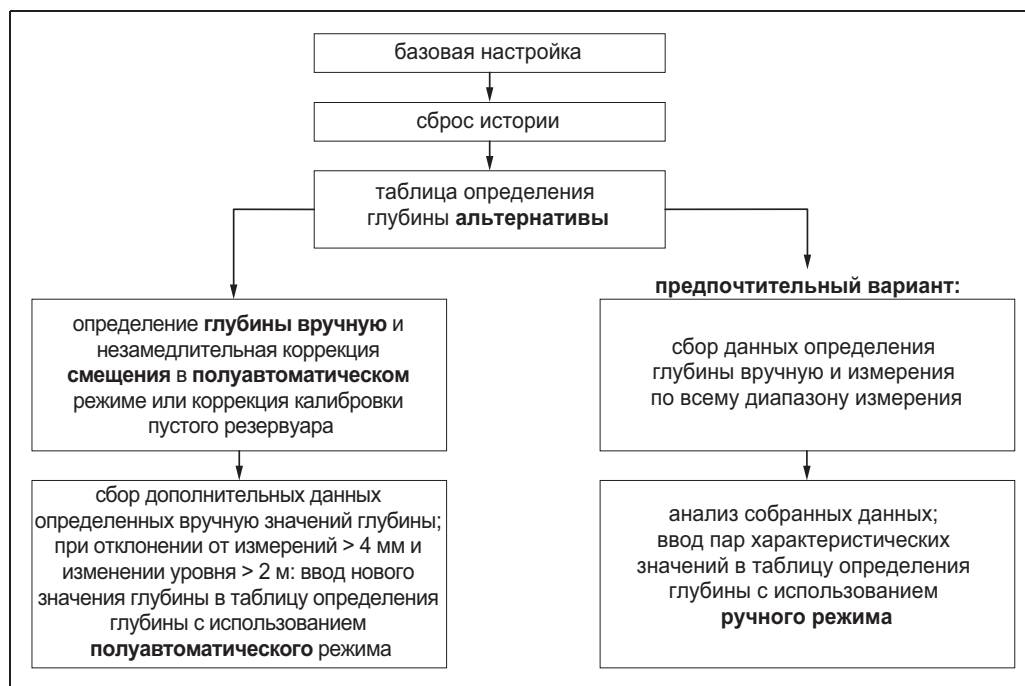 базовая настройка
сброс истории
таблица определения
глубины альтернативы
определение глубины вручную и
незамедлительная коррекция
смещения в полуавтоматическом
режиме или коррекция калибровки
пустого резервуара
сбор дополнительных данных
определенных вручную значений глубины;
при отклонении от измерений > 4 мм и
изменении уровня > 2 м: ввод нового
значения глубины в таблицу определения
глубины с использованием
полуавтоматического режима
предпочтительный вариант:
сбор данных определения
глубины вручную и измерения
по всему диапазону измерения
анализ собранных данных;
ввод пар характеристических
значений в таблицу определения
глубины с использованием
ручного режима